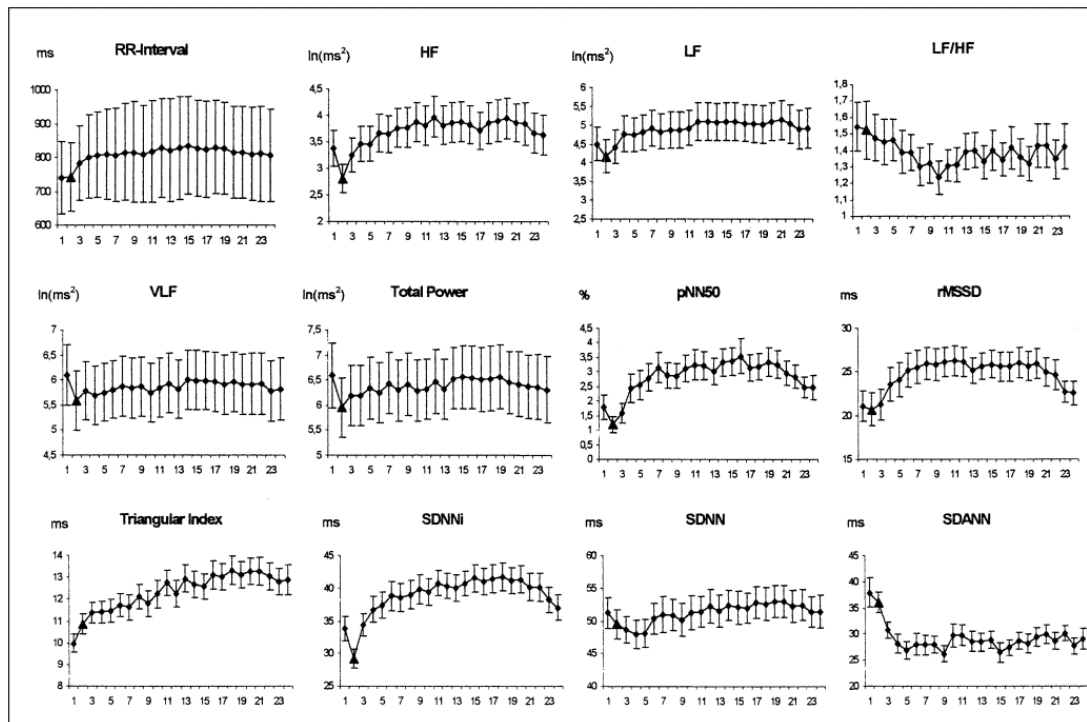 RR-Interval
ms
1000
900
800
700
600
1 3 5 7 9 11 13 15 17 19 21 23
HF
ln(ms²)
4,5
4
3,5
3
2,5
2
1 3 5 7 9 11 13 15 17 19 21 23
LF
ln(ms²)
6
5,5
5
4,5
4
3,5
3
2,5
1 3 5 7 9 11 13 15 17 19 21 23
LF/HF
1,8
1,7
1,6
1,5
1,4
1,3
1,2
1,1
1
1 3 5 7 9 11 13 15 17 19 21 23
VLF
ln(ms²)
7
6,5
6
5,5
5
4,5
1 3 5 7 9 11 13 15 17 19 21 23
Total Power
ln(ms²)
7,5
7
6,5
6
5,5
5
1 3 5 7 9 11 13 15 17 19 21 23
pNN50
%
4,5
4
3,5
3
2,5
2
1,5
1
0,5
0
1 3 5 7 9 11 13 15 17 19 21 23
rMSSD
ms
30
25
20
15
1 3 5 7 9 11 13 15 17 19 21 23
Triangular Index
ms
14
13
12
11
10
9
8
1 3 5 7 9 11 13 15 17 19 21 23
SDNNi
ms
45
40
35
30
25
1 3 5 7 9 11 13 15 17 19 21 23
SDNN
ms
60
55
50
45
40
1 3 5 7 9 11 13 15 17 19 21 23
SDANN
ms
45
40
35
30
25
20
1 3 5 7 9 11 13 15 17 19 21 23